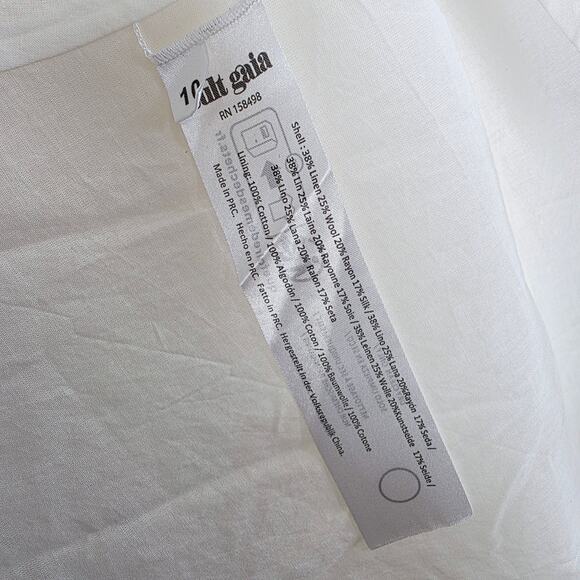 10
ult gaia
RN 158498
Shell : 38% Linen 25% Wool 20% Rayon 17% Silk / 38% Lino 25% Lana 20%Rayón 17% Seda /
38% Lin 25% Laine 20% Rayonne 17% Soie / 38% Leinen 25% Wolle 20%Kunstseide 17% Seide /
38% Lino 25% Lana 20% Raion 17% Seta
Lining: 100% Cotton / 100% Algodón / 100% Coton / 100% Baumwolle / 100% Cotone
Made in PRC. Hecho en PRC. Fatto in PRC. Hergestellt in der Volksrepublik China.